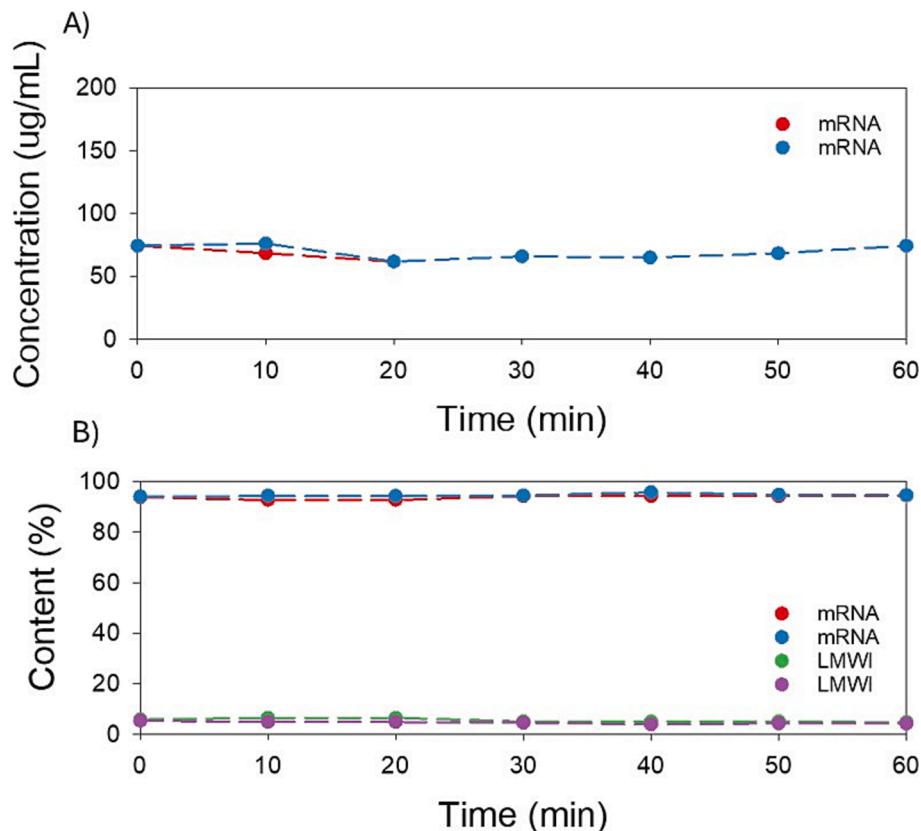 A)
Concentration (ug/mL)
200
150
100
50
0
mRNA
mRNA
0 10 20 30 40 50 60
Time (min)
B)
Content (%)
100
80
60
40
20
0
mRNA
mRNA
LMWI
LMWI
0 10 20 30 40 50 60
Time (min)